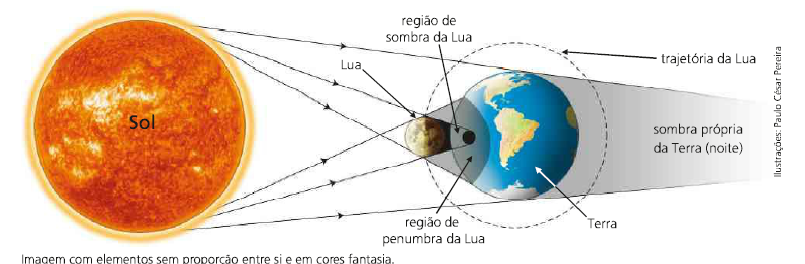 região de
sombra da Lua
Lua
trajetória da Lua
Sol
sombra própria
da Terra (noite)
região de
penumbra da Lua
Terra
Ilustrações: Paulo César Pereira
Imagem com elementos sem proporção entre si e em cores fantasia.